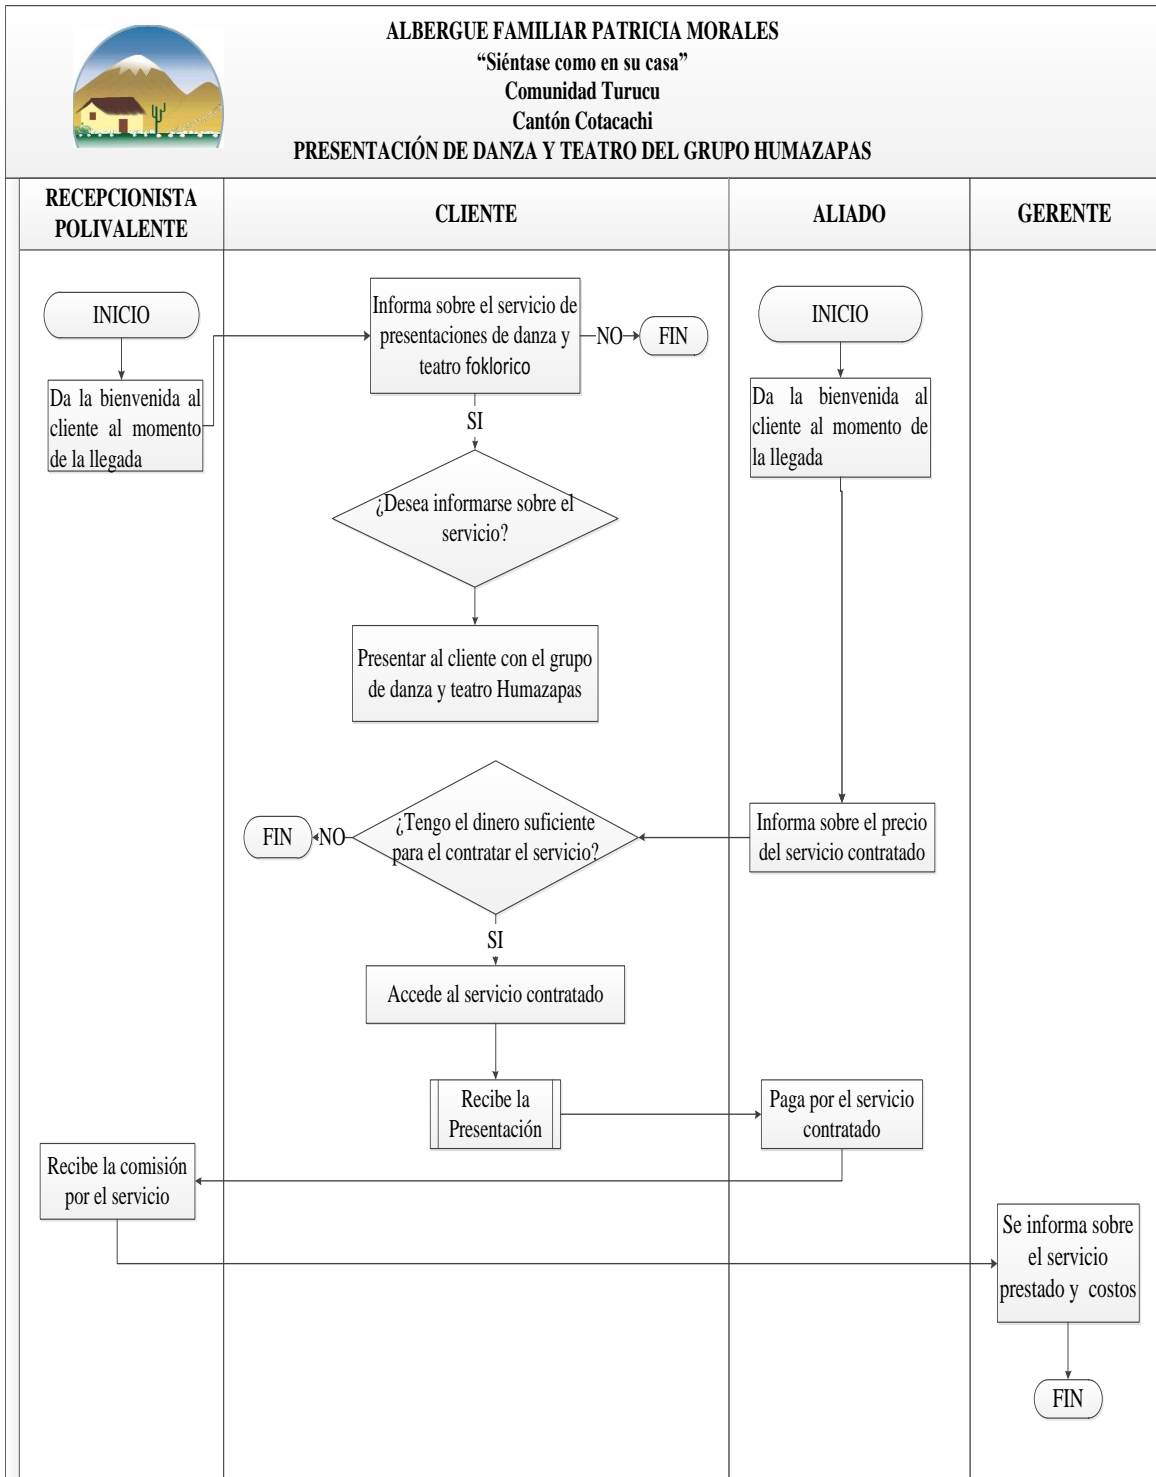 ALBERGUE FAMILIAR PATRICIA MORALES
“Siéntase como en su casa”
Comunidad Turucu
Cantón Cotacachi
PRESENTACIÓN DE DANZA Y TEATRO DEL GRUPO HUMAZAPAS
RECEPCIONISTA
POLIVALENTE
CLIENTE
ALIADO
GERENTE
INICIO
Da la bienvenida al
cliente al momento
de la llegada
Informa sobre el servicio de
presentaciones de danza y
teatro foklorico
NO
FIN
SI
¿Desea informarse sobre el
servicio?
Presentar al cliente con el grupo
de danza y teatro Humazapas
INICIO
Da la bienvenida al
cliente al momento de
la llegada
Informa sobre el precio
del servicio contratado
¿Tengo el dinero suficiente
para el contratar el servicio?
NO
FIN
SI
Accede al servicio contratado
Recibe la
Presentación
Paga por el servicio
contratado
Recibe la comisión
por el servicio
Se informa sobre
el servicio
prestado y costos
FIN